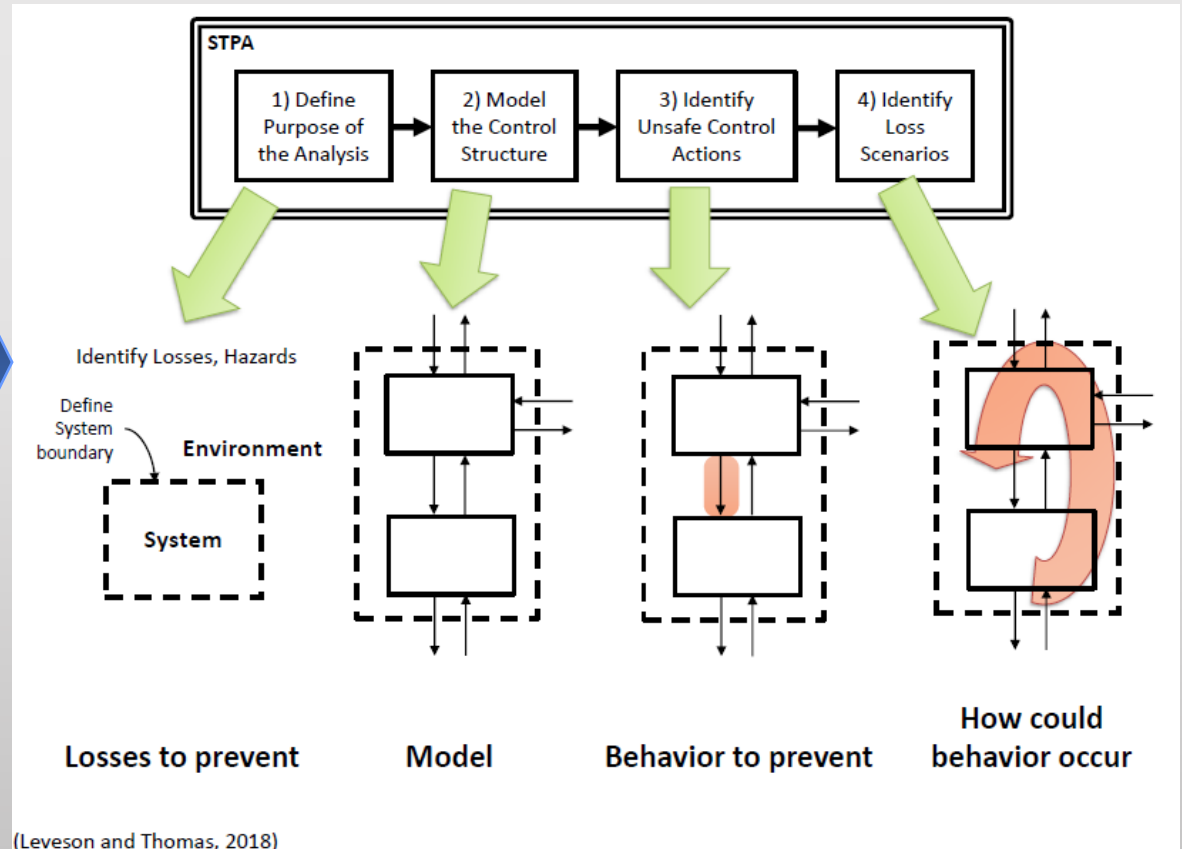 STPA
1) Define
Purpose of
the Analysis
2) Model
the Control
Structure
3) Identify
Unsafe Control
Actions
4) Identify
Loss
Scenarios
Identify Losses, Hazards
Define
System
boundary
Environment
System
Losses to prevent
Model
Behavior to prevent
How could
behavior occur
(Leveson and Thomas, 2018)